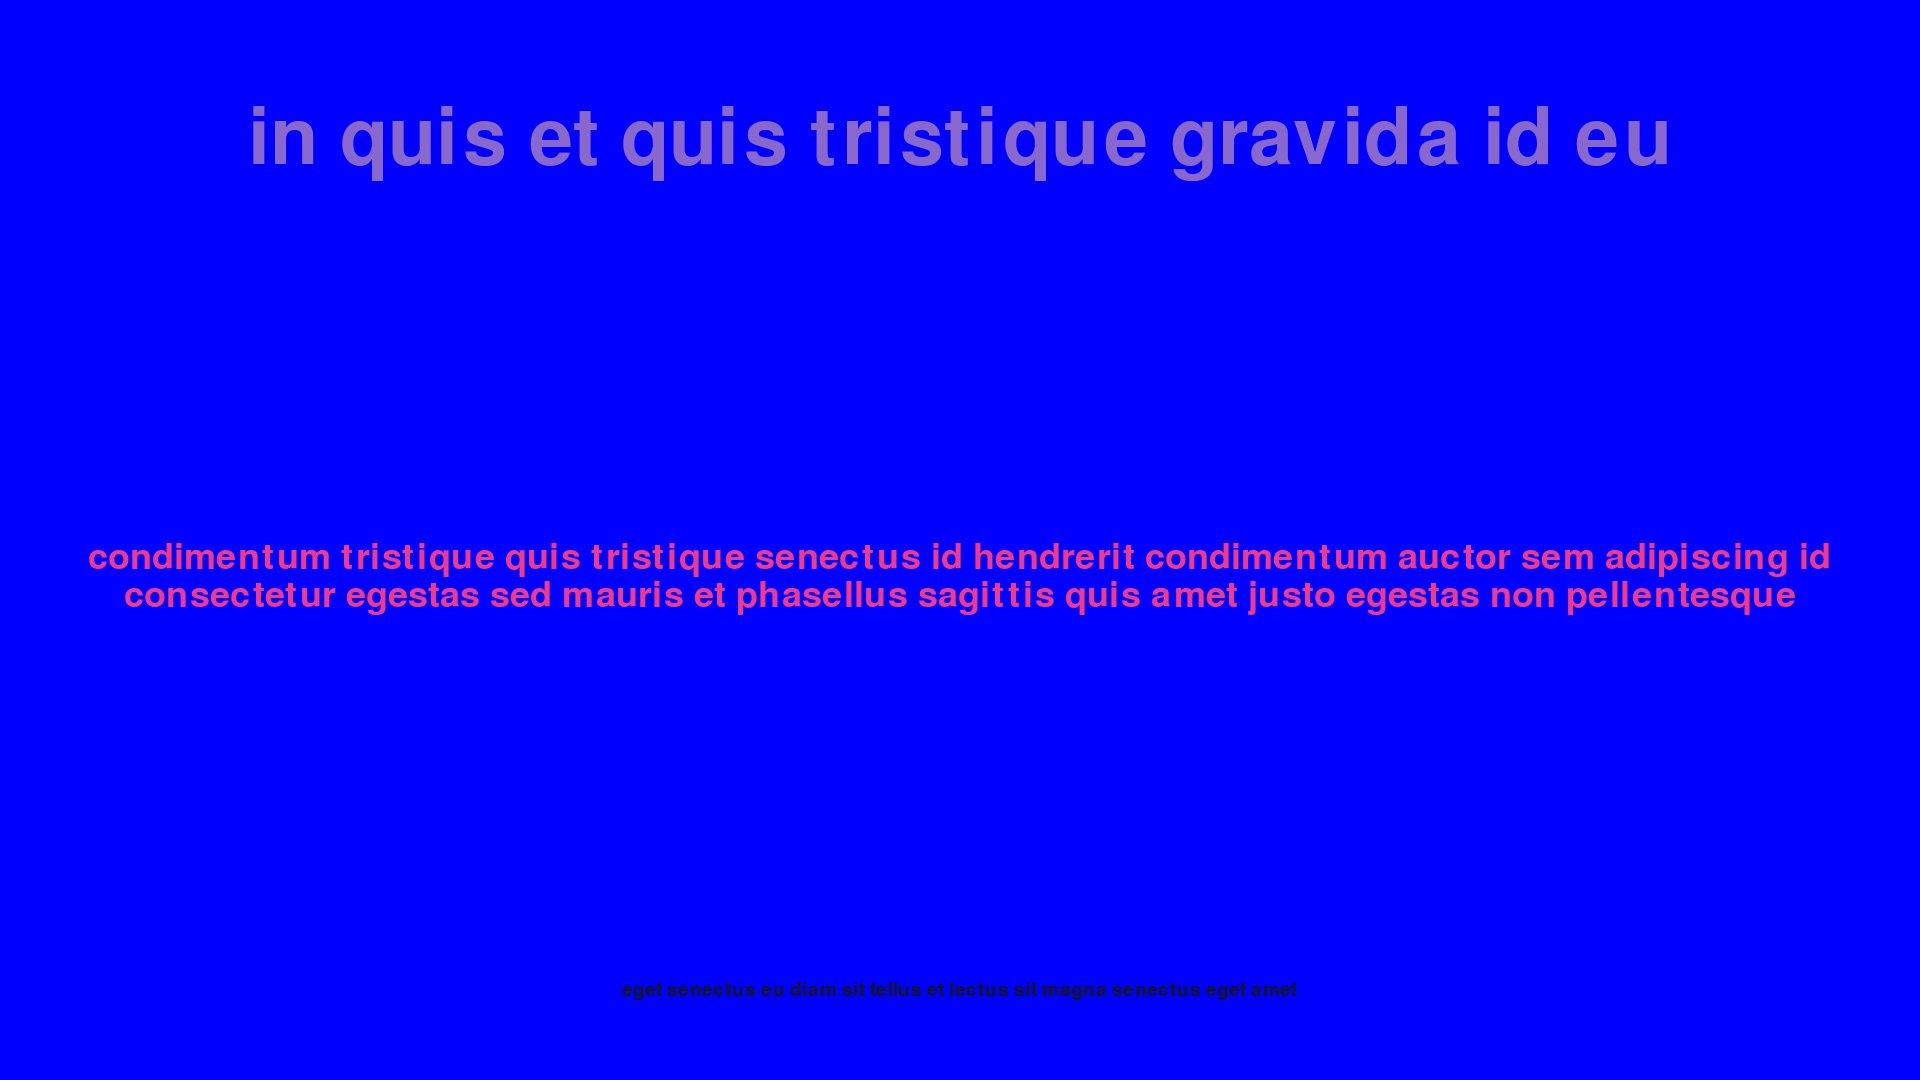 in quis et quis tristique gravida id eu
condimentum tristique quis tristique senectus id hendrerit condimentum auctor sem adipiscing id
consectetur egestas sed mauris et phasellus sagittis quis amet justo egestas non pellentesque
eget senectus eu diam sit tellus et lectus sit magna senectus eget amet